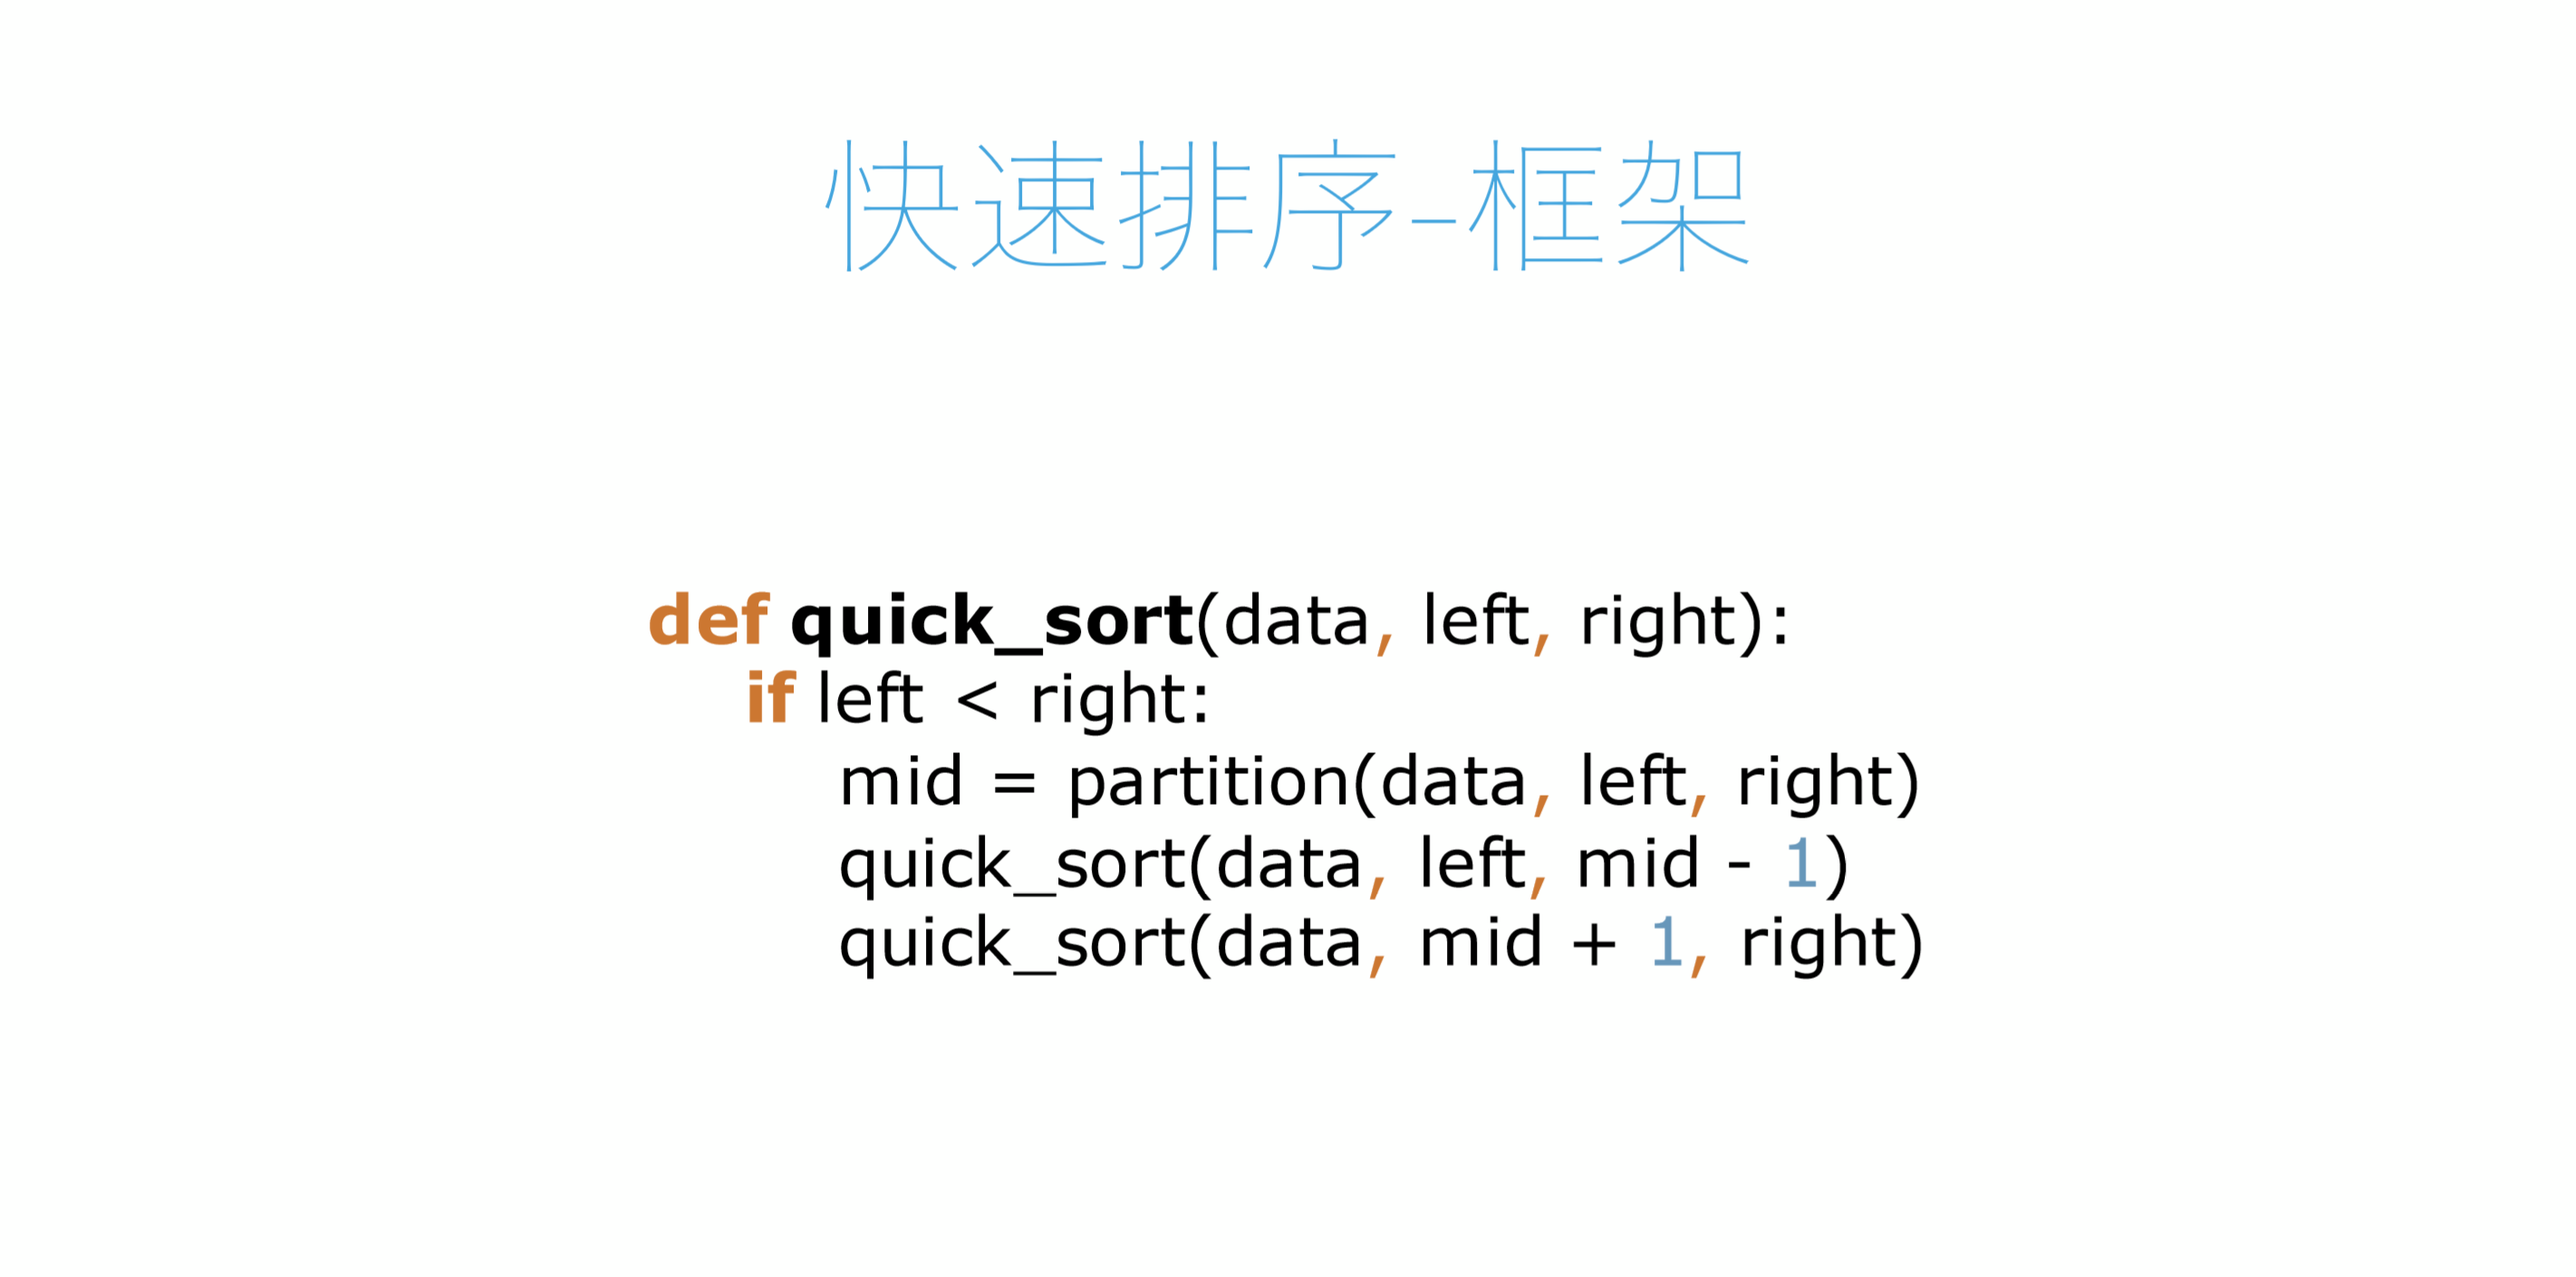 快速排序-框架
def quick_sort(data, left, right):
    if left < right:
        mid = partition(data, left, right)
        quick_sort(data, left, mid - 1)
        quick_sort(data, mid + 1, right)